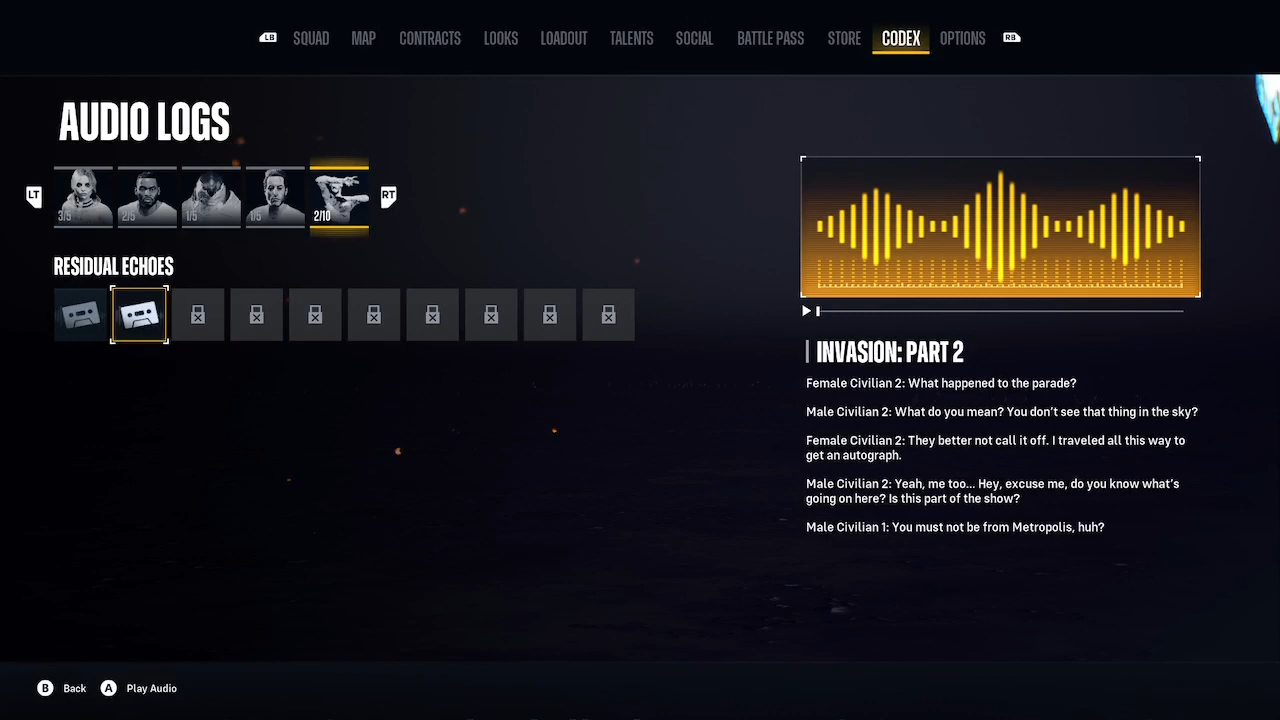 LB SQUAD MAP CONTRACTS LOOKS LOADOUT TALENTS SOCIAL BATTLE PASS STORE CODEX OPTIONS RB
AUDIO LOGS
LT 3/5 2/5 1/5 1/5 2/10 RT
RESIDUAL ECHOES
INVASION: PART 2
Female Civilian 2: What happened to the parade?
Male Civilian 2: What do you mean? You don't see that thing in the sky?
Female Civilian 2: They better not call it off. I traveled all this way to
get an autograph.
Male Civilian 2: Yeah, me too... Hey, excuse me, do you know what's
going on here? Is this part of the show?
Male Civilian 1: You must not be from Metropolis, huh?
B Back A Play Audio